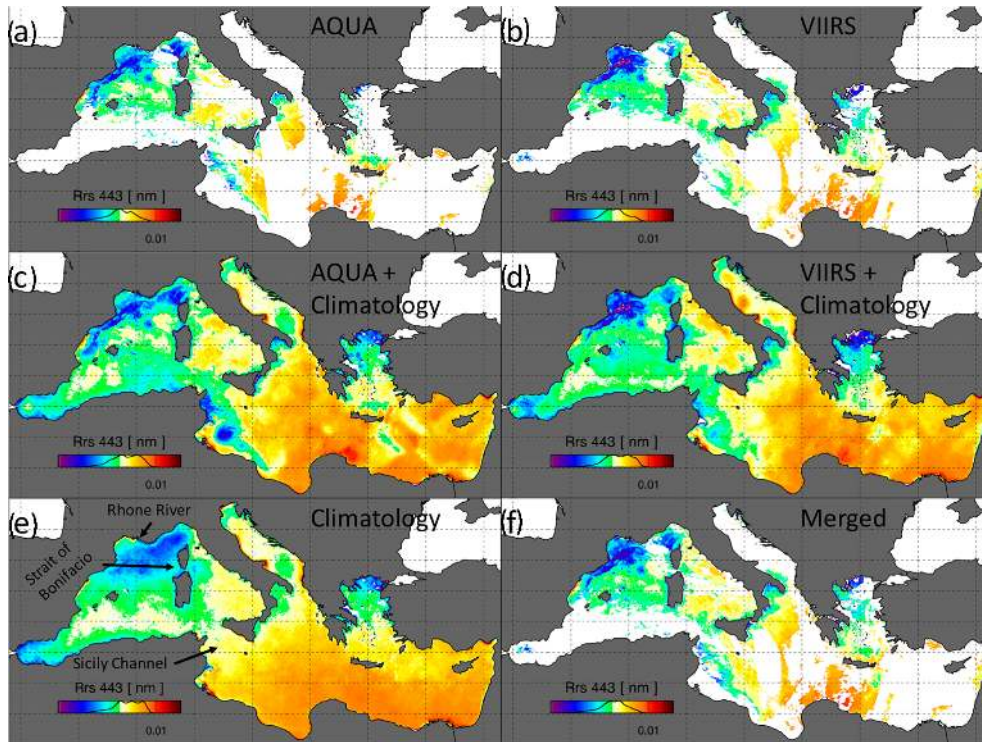 (a)
AQUA
Rrs 443 [ nm ]
0.01
(b)
VIIRS
Rrs 443 [ nm ]
0.01
(c)
AQUA +
Climatology
Rrs 443 [ nm ]
0.01
(d)
VIIRS +
Climatology
Rrs 443 [ nm ]
0.01
(e)
Rhone River
Climatology
Strait of
Bonifacio
Sicily Channel
Rrs 443 [ nm ]
0.01
(f)
Merged
Rrs 443 [ nm ]
0.01